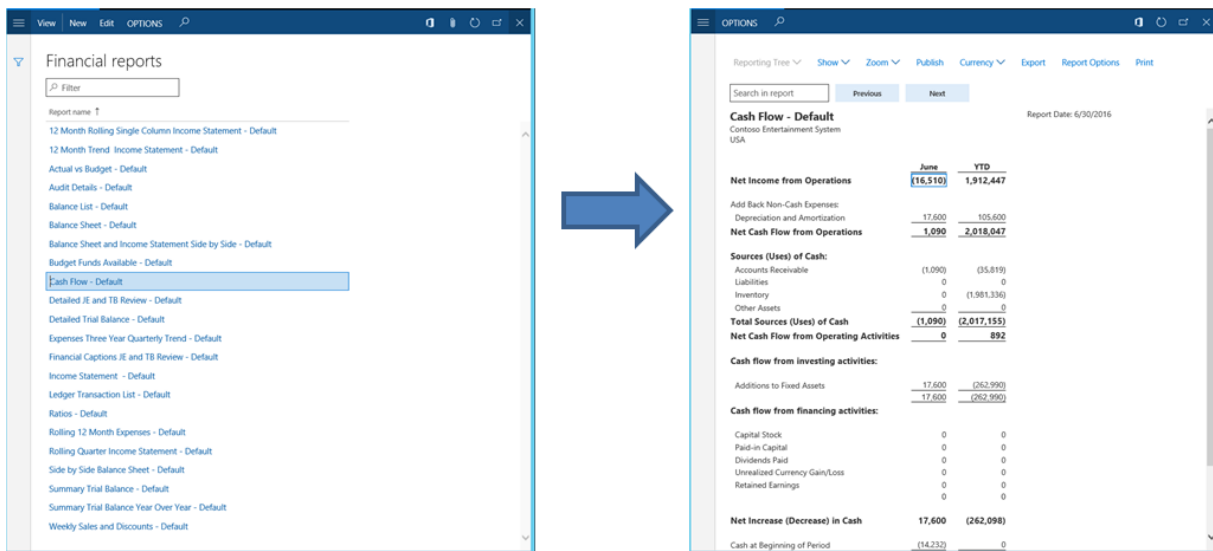 View New Edit OPTIONS
Financial reports
Filter
Report name ↑
12 Month Rolling Single Column Income Statement - Default
12 Month Trend Income Statement - Default
Actual vs Budget - Default
Audit Details - Default
Balance List - Default
Balance Sheet - Default
Balance Sheet and Income Statement Side by Side - Default
Budget Funds Available - Default
Cash Flow - Default
Detailed JE and TB Review - Default
Detailed Trial Balance - Default
Expenses Three Year Quarterly Trend - Default
Financial Captions JE and TB Review - Default
Income Statement - Default
Ledger Transaction List - Default
Ratios - Default
Rolling 12 Month Expenses - Default
Rolling Quarter Income Statement - Default
Side by Side Balance Sheet - Default
Summary Trial Balance - Default
Summary Trial Balance Year Over Year - Default
Weekly Sales and Discounts - Default
OPTIONS
Reporting Tree Show Zoom Publish Currency Export Report Options Print
Search in report Previous Next
Cash Flow - Default Report Date: 6/30/2016
Contoso Entertainment System
USA
June YTD
Net Income from Operations (16,510) 1,912,447
Add Back Non-Cash Expenses:
Depreciation and Amortization 17,600 105,600
Net Cash Flow from Operations 1,090 2,018,047
Sources (Uses) of Cash:
Accounts Receivable (1,090) (35,819)
Liabilities 0 0
Inventory 0 (1,981,336)
Other Assets 0 0
Total Sources (Uses) of Cash (1,090) (2,017,155)
Net Cash Flow from Operating Activities 0 892
Cash flow from investing activities:
Additions to Fixed Assets 17,600 (262,990)
17,600 (262,990)
Cash flow from financing activities:
Capital Stock 0 0
Paid-in Capital 0 0
Dividends Paid 0 0
Unrealized Currency Gain/Loss 0 0
Retained Earnings 0 0
0 0
Net Increase (Decrease) in Cash 17,600 (262,098)
Cash at Beginning of Period (14,232) 0